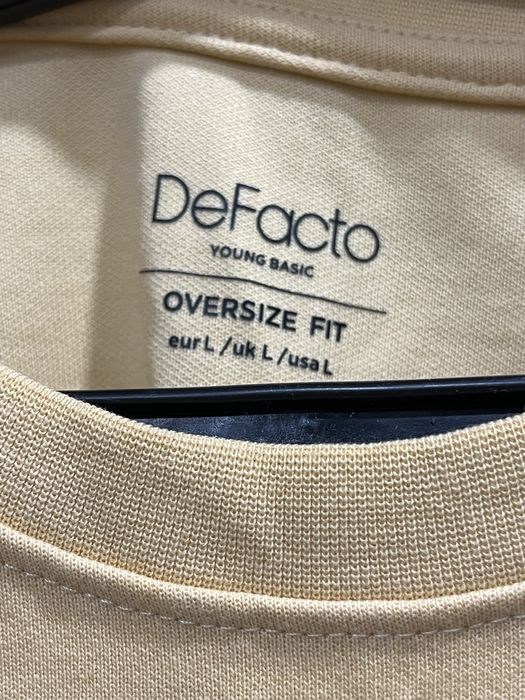 DeFacto
YOUNG BASIC
OVERSIZE FIT
eur L / uk L / usa L